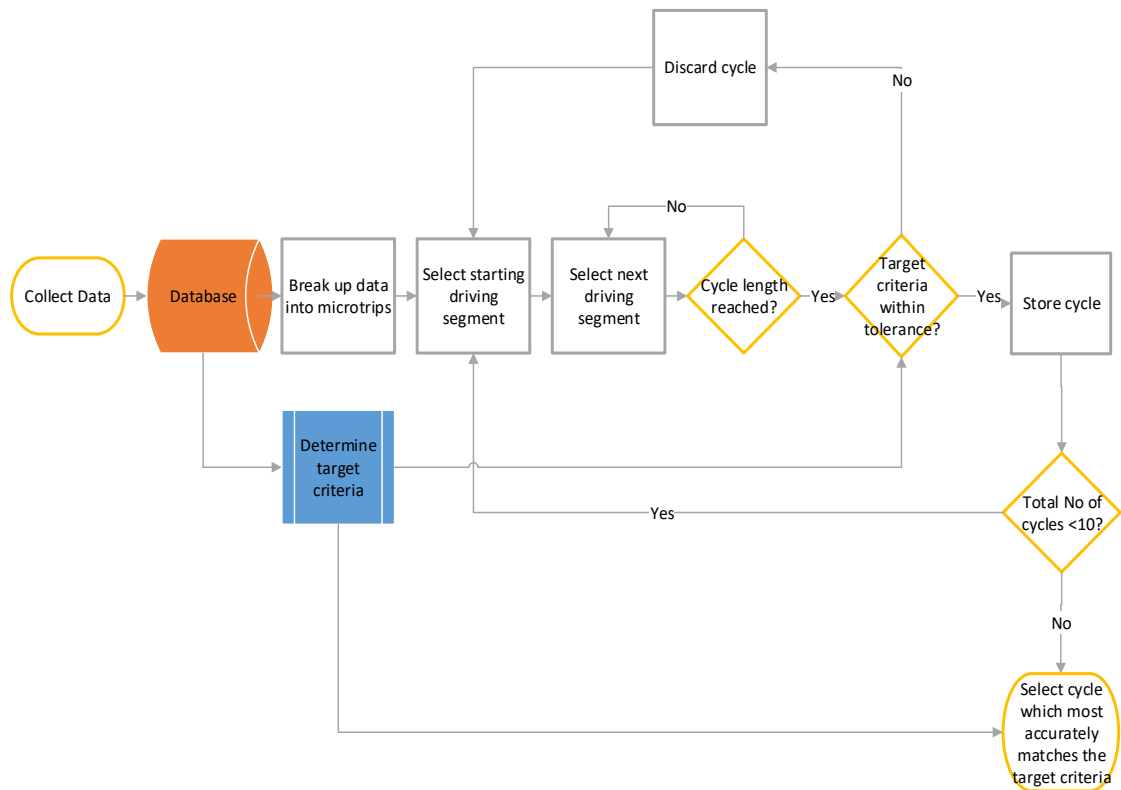 Discard cycle
No
No
Collect Data
Database
Break up data
into microtrips
Select starting
driving
segment
Select next
driving
segment
Cycle length
reached?
Yes
Target
criteria
within
tolerance?
Yes
Store cycle
Determine
target
criteria
Yes
Total No of
cycles <10?
No
Select cycle
which most
accurately
matches the
target criteria